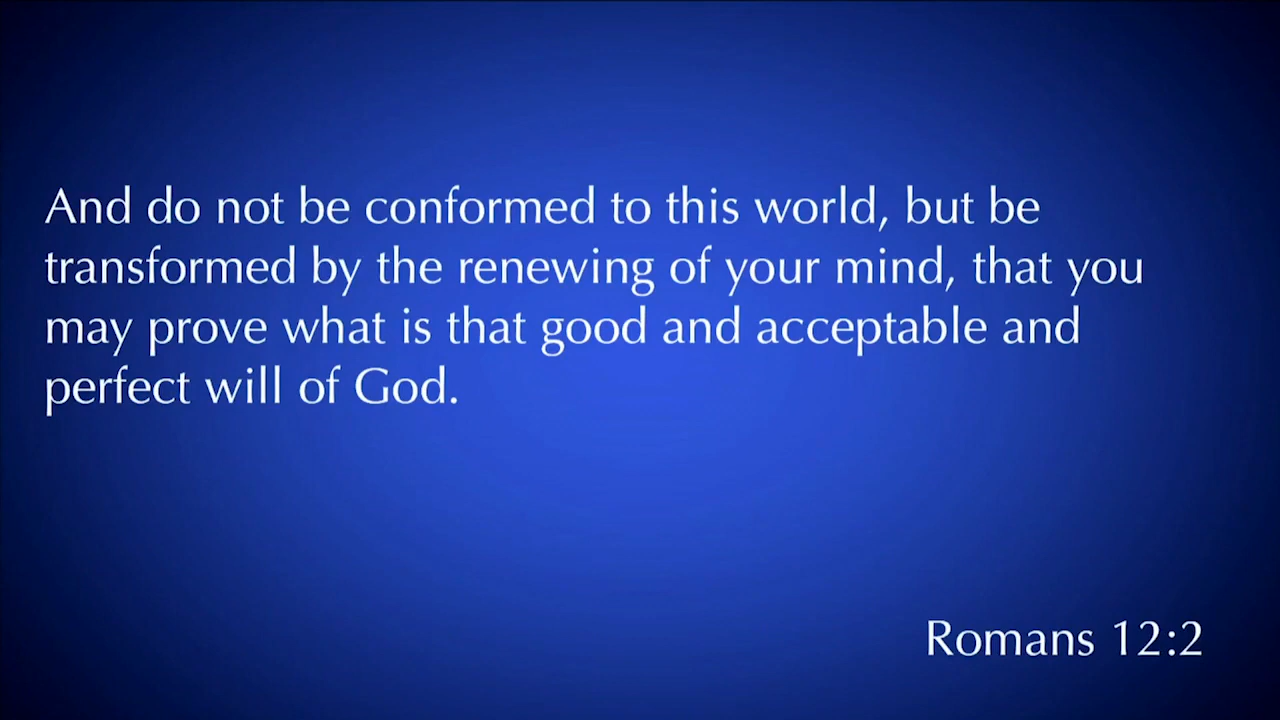 And do not be conformed to this world, but be
transformed by the renewing of your mind, that you
may prove what is that good and acceptable and
perfect will of God.
Romans 12:2